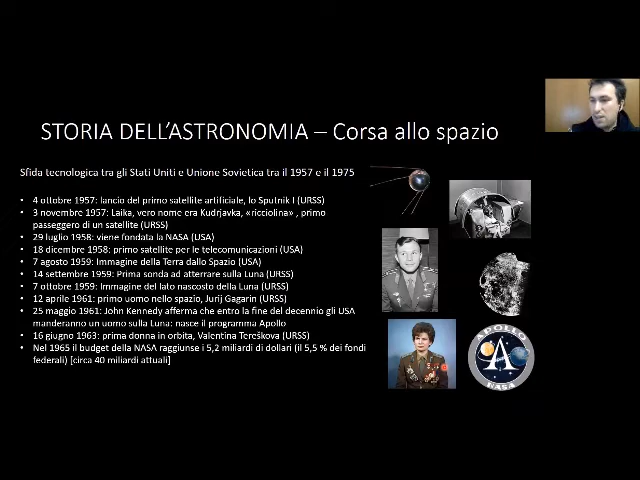 STORIA DELL'ASTRONOMIA – Corsa allo spazio
Sfida tecnologica tra gli Stati Uniti e Unione Sovietica tra il 1957 e il 1975
• 4 ottobre 1957: lancio del primo satellite artificiale, lo Sputnik I (URSS)
• 3 novembre 1957: Laika, vero nome era Kudrjavka, «ricciolina» , primo
passeggero di un satellite (URSS)
• 29 luglio 1958: viene fondata la NASA (USA)
• 18 dicembre 1958: primo satellite per le telecomunicazioni (USA)
• 7 agosto 1959: Immagine della Terra dallo Spazio (USA)
• 14 settembre 1959: Prima sonda ad atterrare sulla Luna (URSS)
• 7 ottobre 1959: Immagine del lato nascosto della Luna (URSS)
• 12 aprile 1961: primo uomo nello spazio, Jurij Gagarin (URSS)
• 25 maggio 1961: John Kennedy afferma che entro la fine del decennio gli USA
manderanno un uomo sulla Luna: nasce il programma Apollo
• 16 giugno 1963: prima donna in orbita, Valentina Tereškova (URSS)
• Nel 1965 il budget della NASA raggiunse i 5,2 miliardi di dollari (il 5,5 % dei fondi
federali) [circa 40 miliardi attuali]
APOLLO
A
NASA